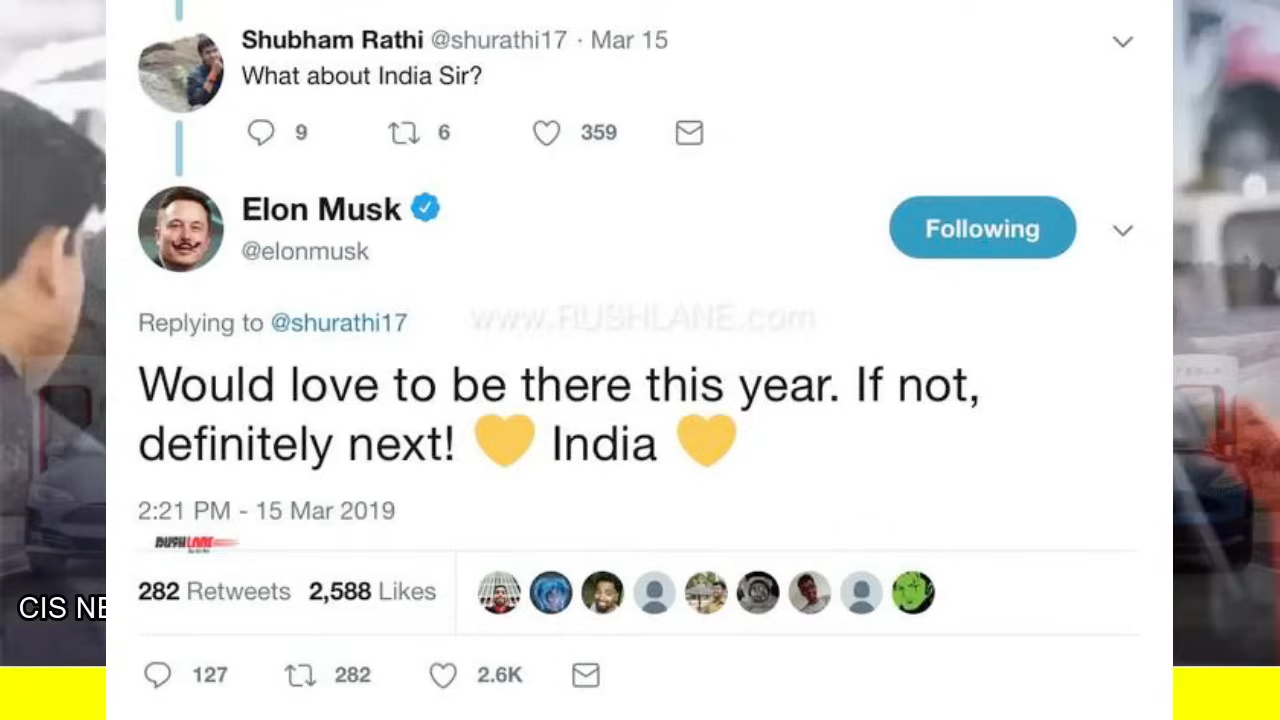 Shubham Rathi @shurathi17 · Mar 15
What about India Sir?
9 6 359
Elon Musk
@elonmusk
Following
Replying to @shurathi17
www.RUSHLANE.com
Would love to be there this year. If not,
definitely next! 💛 India 💛
2:21 PM - 15 Mar 2019
RUSHLANE
282 Retweets 2,588 Likes
CIS NE
127 282 2.6K